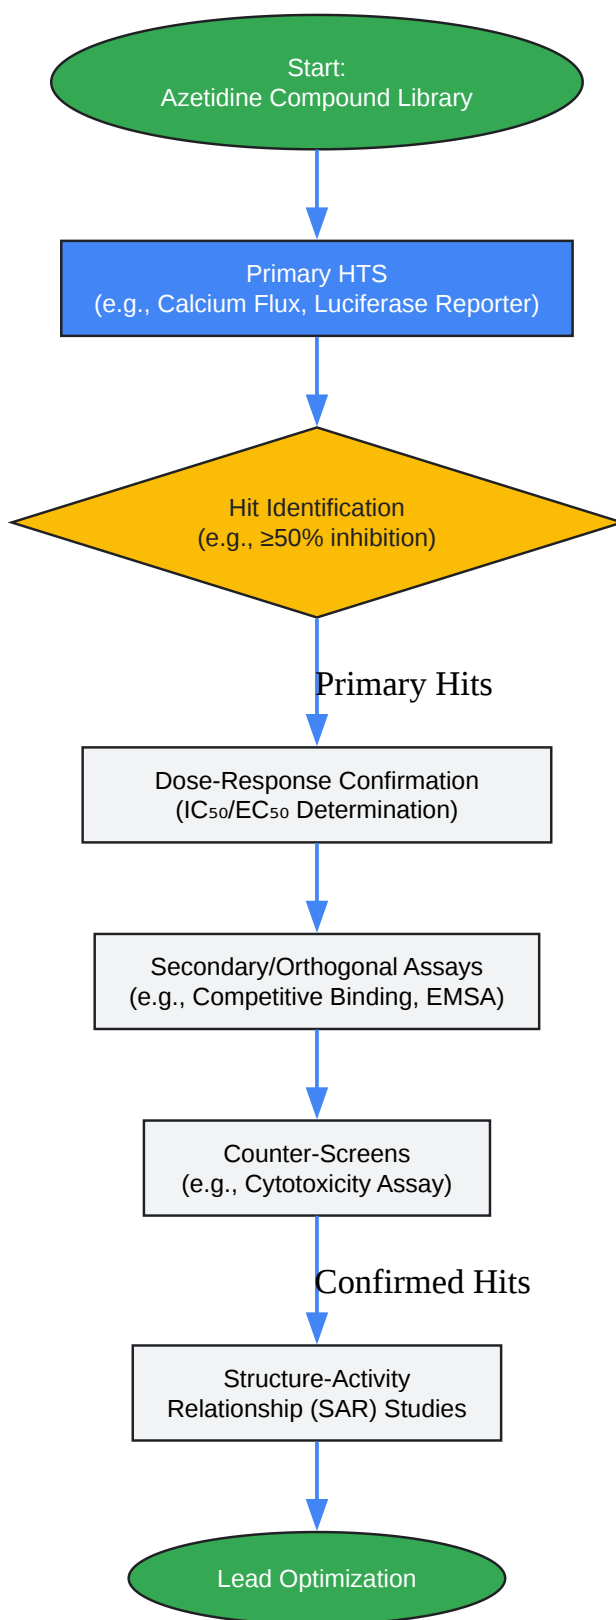 Start:
Azetidine Compound Library
Primary HTS
(e.g., Calcium Flux, Luciferase Reporter)
Hit Identification
(e.g., ≥50% inhibition)
Primary Hits
Dose-Response Confirmation
(IC₅₀/EC₅₀ Determination)
Secondary/Orthogonal Assays
(e.g., Competitive Binding, EMSA)
Counter-Screens
(e.g., Cytotoxicity Assay)
Confirmed Hits
Structure-Activity
Relationship (SAR) Studies
Lead Optimization